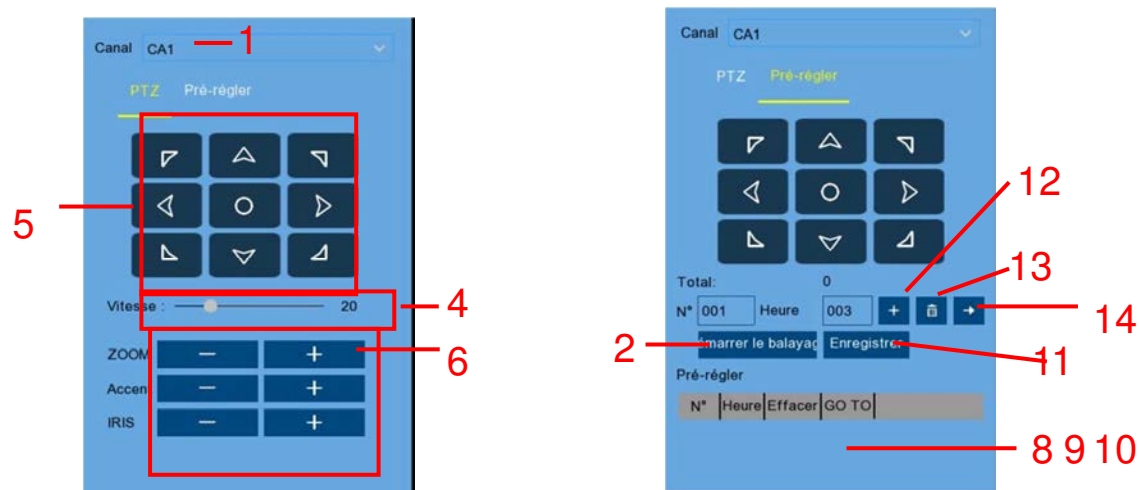 Canal CA1 1
PTZ Pré-régler
5
Vitesse : 20 4
ZOOM − + 6
Accen − +
IRIS − +
Canal CA1
PTZ Pré-régler
12
Total: 0 13
N° 001 Heure 003 + 14
2 marrer le balayag Enregistrer 11
Pré-régler
N° Heure Effacer GO TO
8 9 10